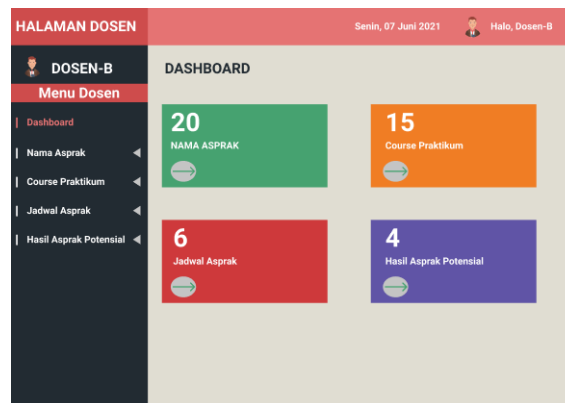 HALAMAN DOSEN
Senin, 07 Juni 2021
Halo, Dosen-B
DOSEN-B
Menu Dosen
Dashboard
Nama Asprak
Course Praktikum
Jadwal Asprak
Hasil Asprak Potensial
DASHBOARD
20
NAMA ASPRAK
15
Course Praktikum
6
Jadwal Asprak
4
Hasil Asprak Potensial